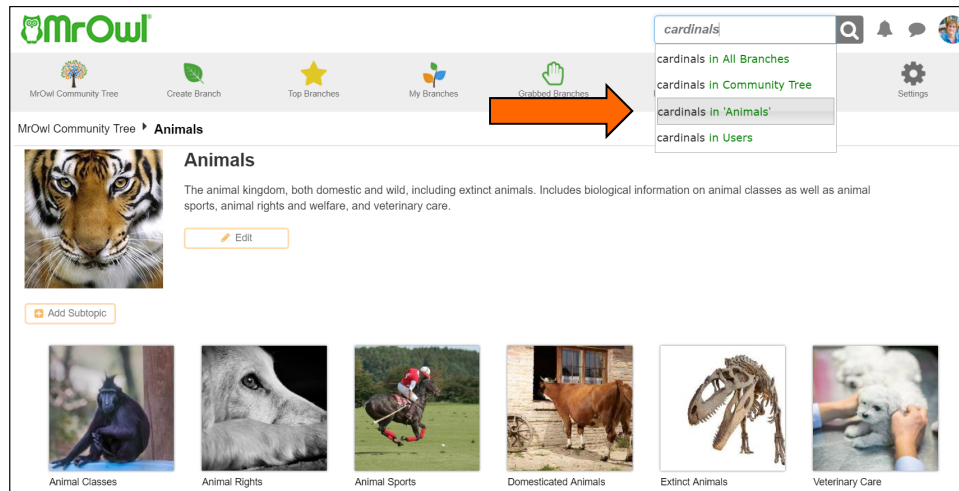 MrOwl
cardinals
cardinals in All Branches
cardinals in Community Tree
cardinals in 'Animals'
cardinals in Users
MrOwl Community Tree
Create Branch
Top Branches
My Branches
Grabbed Branches
Settings
MrOwl Community Tree Animals
Animals
The animal kingdom, both domestic and wild, including extinct animals. Includes biological information on animal classes as well as animal
sports, animal rights and welfare, and veterinary care.
Edit
Add Subtopic
Animal Classes
Animal Rights
Animal Sports
Domesticated Animals
Extinct Animals
Veterinary Care